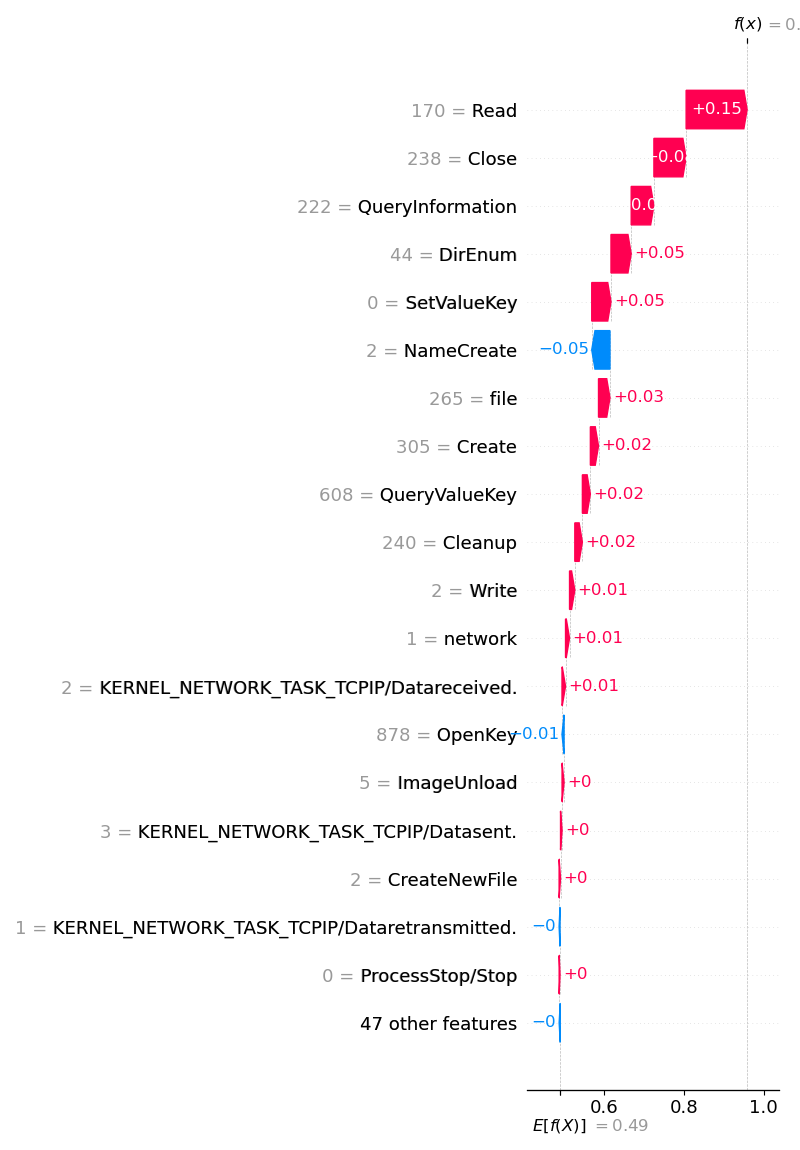 f(x) = 0.
170 = Read +0.15
238 = Close
222 = QueryInformation
44 = DirEnum +0.05
0 = SetValueKey +0.05
2 = NameCreate −0.05
265 = file +0.03
305 = Create +0.02
608 = QueryValueKey +0.02
240 = Cleanup +0.02
2 = Write +0.01
1 = network +0.01
2 = KERNEL_NETWORK_TASK_TCPIP/Datareceived. +0.01
878 = OpenKey −0.01
5 = ImageUnload +0
3 = KERNEL_NETWORK_TASK_TCPIP/Datasent. +0
2 = CreateNewFile +0
1 = KERNEL_NETWORK_TASK_TCPIP/Dataretransmitted. −0
0 = ProcessStop/Stop +0
47 other features −0
0.6 0.8 1.0
E[f(X)] = 0.49